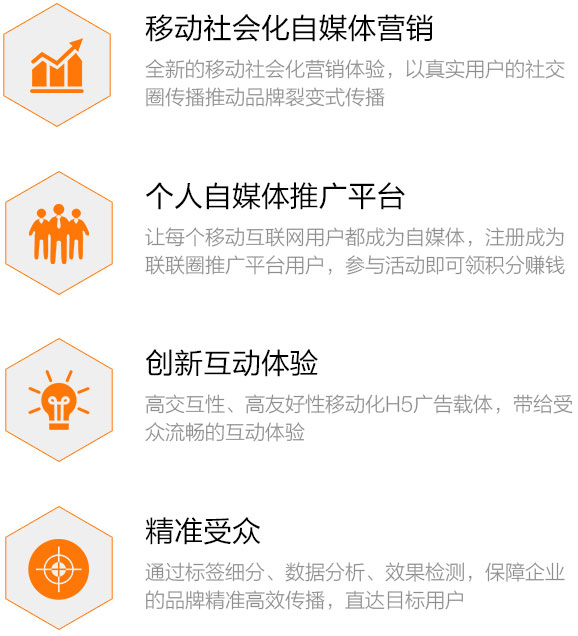 移动社会化自媒体营销
全新的移动社会化营销体验，以真实用户的社交
圈传播推动品牌裂变式传播
个人自媒体推广平台
让每个移动互联网用户都成为自媒体，注册成为
联联圈推广平台用户，参与活动即可领积分赚钱
创新互动体验
高交互性、高友好性移动化H5广告载体，带给受
众流畅的互动体验
精准受众
通过标签细分、数据分析、效果检测，保障企业
的品牌精准高效传播，直达目标用户